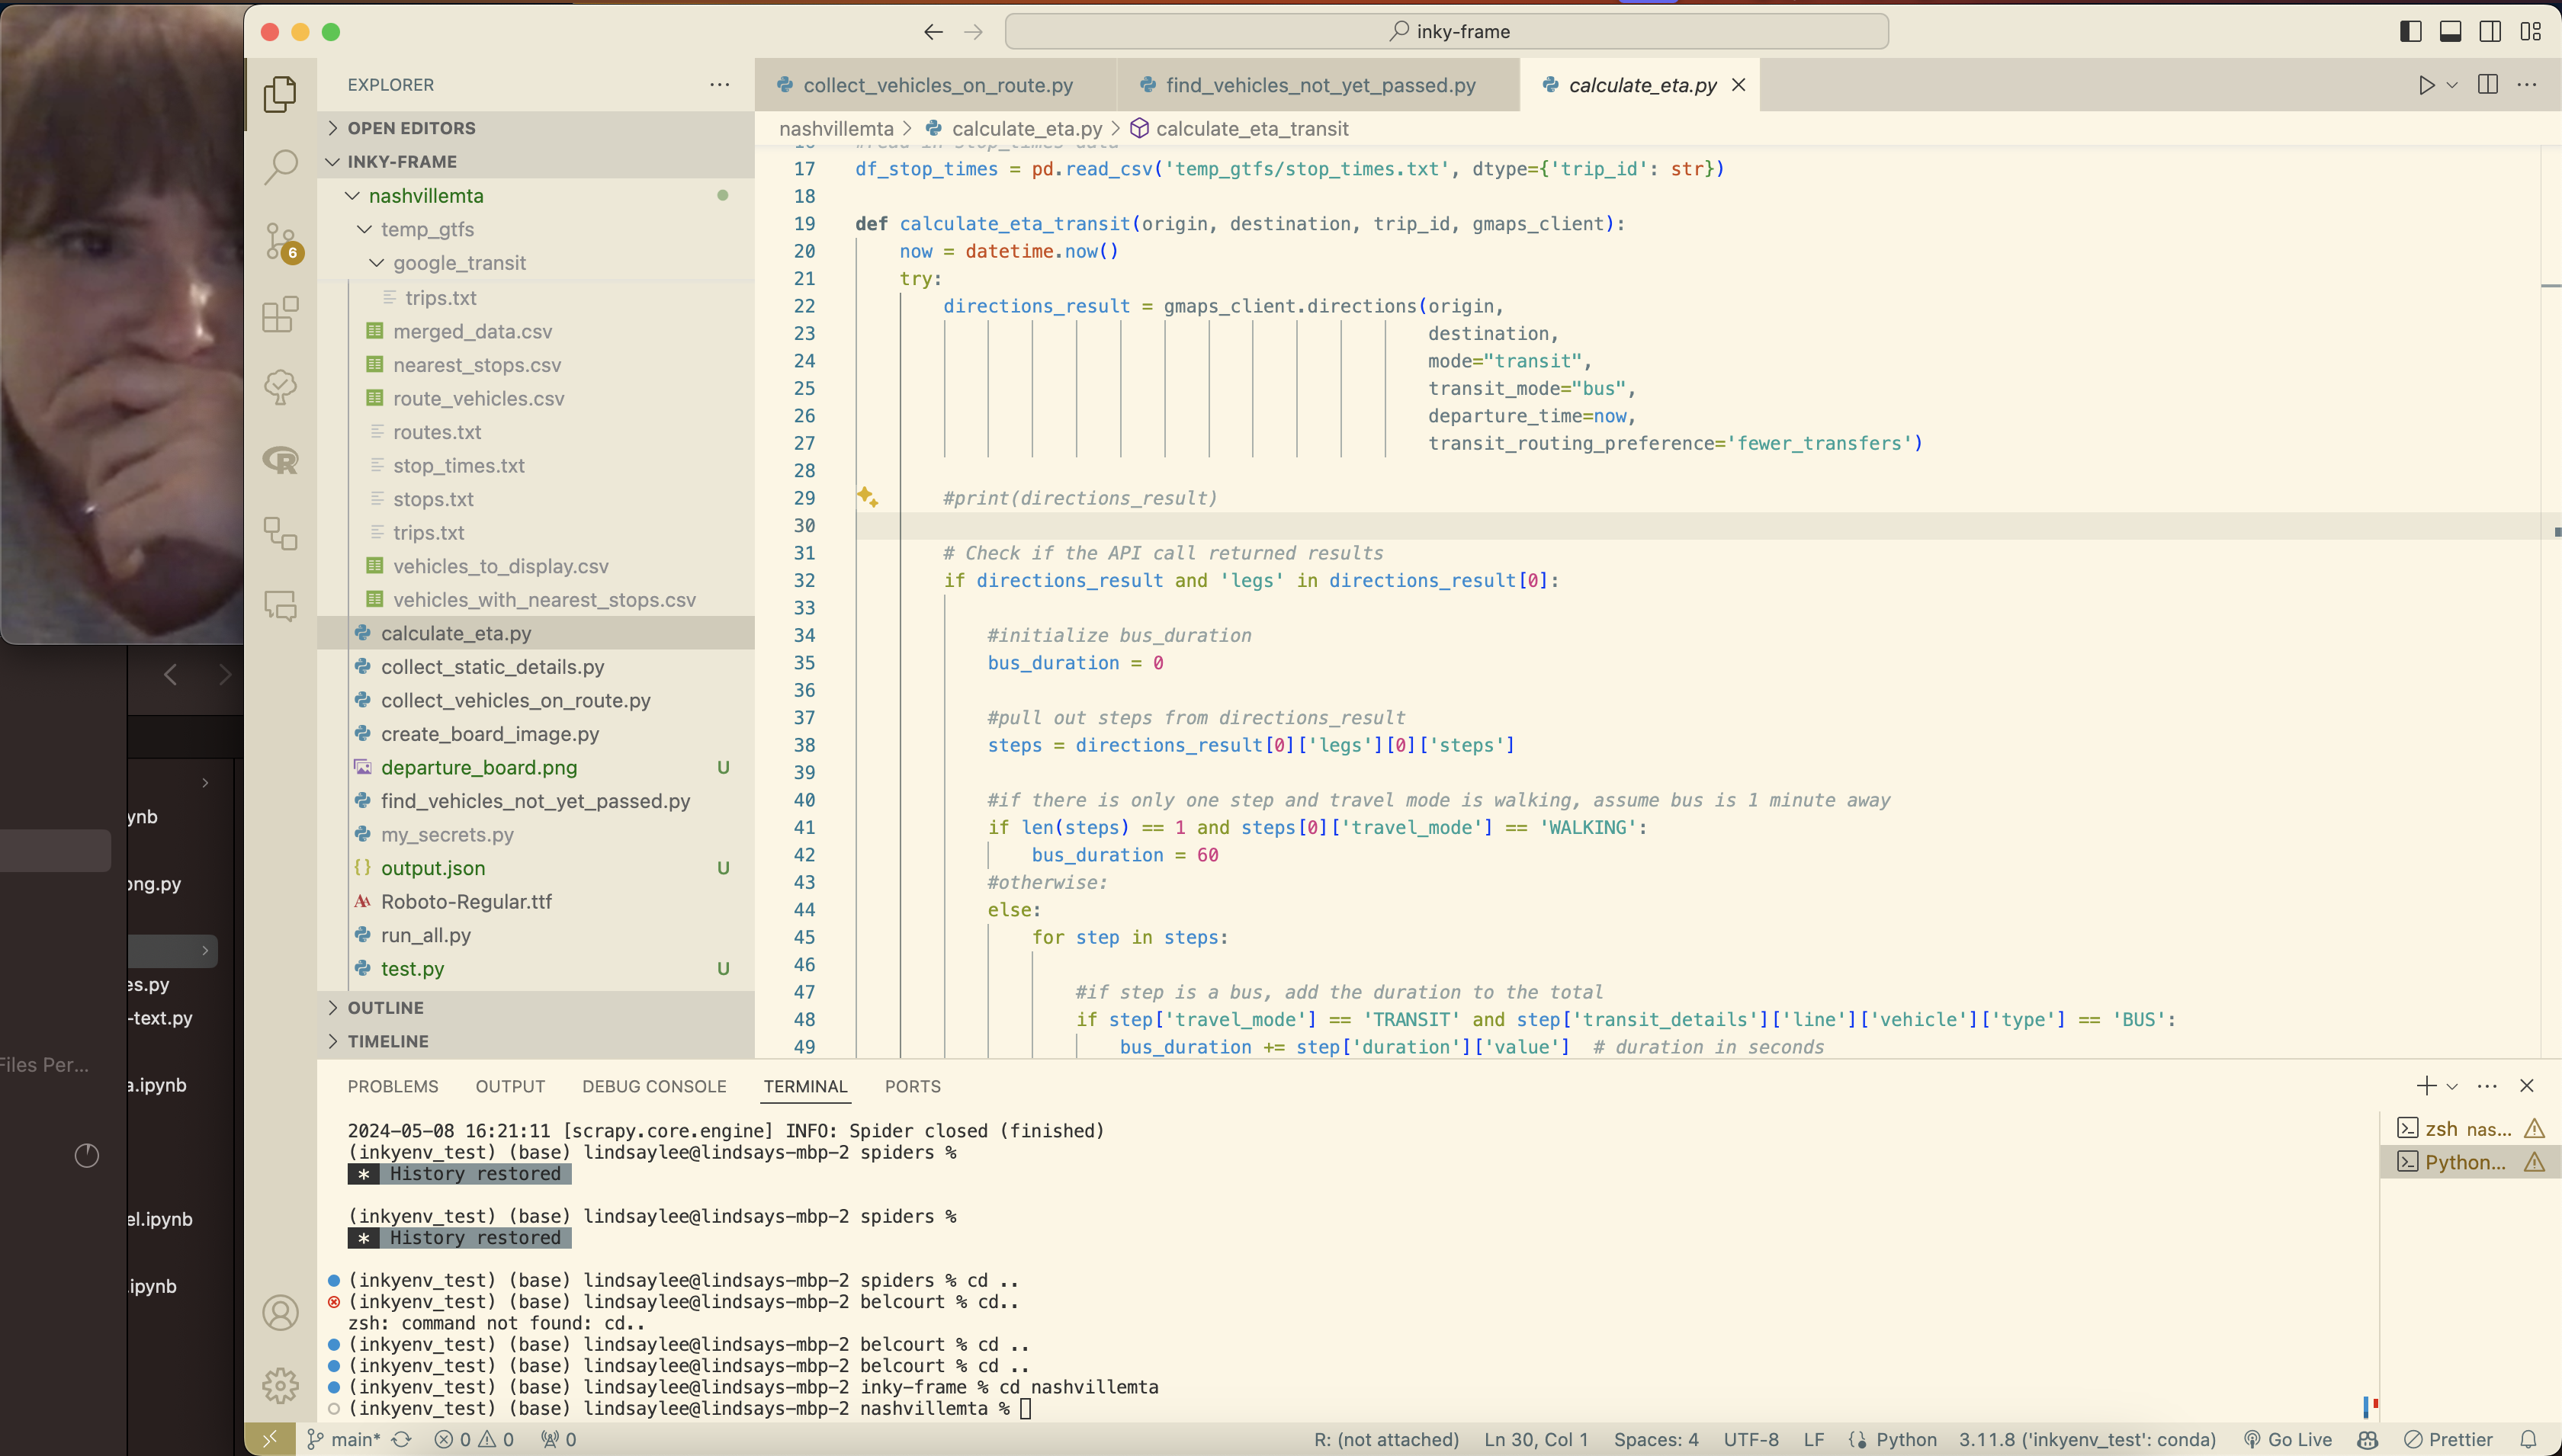 inky-frame
EXPLORER
OPEN EDITORS
INKY-FRAME
nashvillemta
temp_gtfs
google_transit
trips.txt
merged_data.csv
nearest_stops.csv
route_vehicles.csv
routes.txt
stop_times.txt
stops.txt
trips.txt
vehicles_to_display.csv
vehicles_with_nearest_stops.csv
calculate_eta.py
collect_static_details.py
collect_vehicles_on_route.py
create_board_image.py
departure_board.png U
find_vehicles_not_yet_passed.py
my_secrets.py
output.json U
Roboto-Regular.ttf
run_all.py
test.py U
OUTLINE
TIMELINE
6
ynb
ong.py
es.py
-text.py
Files Per...
a.ipynb
el.ipynb
.ipynb
collect_vehicles_on_route.py find_vehicles_not_yet_passed.py calculate_eta.py
nashvillemta > calculate_eta.py > calculate_eta_transit
16 #read in stop_times data
17 df_stop_times = pd.read_csv('temp_gtfs/stop_times.txt', dtype={'trip_id': str})
18
19 def calculate_eta_transit(origin, destination, trip_id, gmaps_client):
20 now = datetime.now()
21 try:
22 directions_result = gmaps_client.directions(origin,
23 destination,
24 mode="transit",
25 transit_mode="bus",
26 departure_time=now,
27 transit_routing_preference='fewer_transfers')
28
29 #print(directions_result)
30
31 # Check if the API call returned results
32 if directions_result and 'legs' in directions_result[0]:
33
34 #initialize bus_duration
35 bus_duration = 0
36
37 #pull out steps from directions_result
38 steps = directions_result[0]['legs'][0]['steps']
39
40 #if there is only one step and travel mode is walking, assume bus is 1 minute away
41 if len(steps) == 1 and steps[0]['travel_mode'] == 'WALKING':
42 bus_duration = 60
43 #otherwise:
44 else:
45 for step in steps:
46
47 #if step is a bus, add the duration to the total
48 if step['travel_mode'] == 'TRANSIT' and step['transit_details']['line']['vehicle']['type'] == 'BUS':
49 bus_duration += step['duration']['value'] # duration in seconds
PROBLEMS OUTPUT DEBUG CONSOLE TERMINAL PORTS
2024-05-08 16:21:11 [scrapy.core.engine] INFO: Spider closed (finished)
(inkyenv_test) (base) lindsaylee@lindsays-mbp-2 spiders %
* History restored
(inkyenv_test) (base) lindsaylee@lindsays-mbp-2 spiders %
* History restored
(inkyenv_test) (base) lindsaylee@lindsays-mbp-2 spiders % cd ..
(inkyenv_test) (base) lindsaylee@lindsays-mbp-2 belcourt % cd..
zsh: command not found: cd..
(inkyenv_test) (base) lindsaylee@lindsays-mbp-2 belcourt % cd ..
(inkyenv_test) (base) lindsaylee@lindsays-mbp-2 belcourt % cd ..
(inkyenv_test) (base) lindsaylee@lindsays-mbp-2 inky-frame % cd nashvillemta
(inkyenv_test) (base) lindsaylee@lindsays-mbp-2 nashvillemta %
zsh nas...
Python...
main* 0 0 0 R: (not attached) Ln 30, Col 1 Spaces: 4 UTF-8 LF Python 3.11.8 ('inkyenv_test': conda) Go Live Prettier